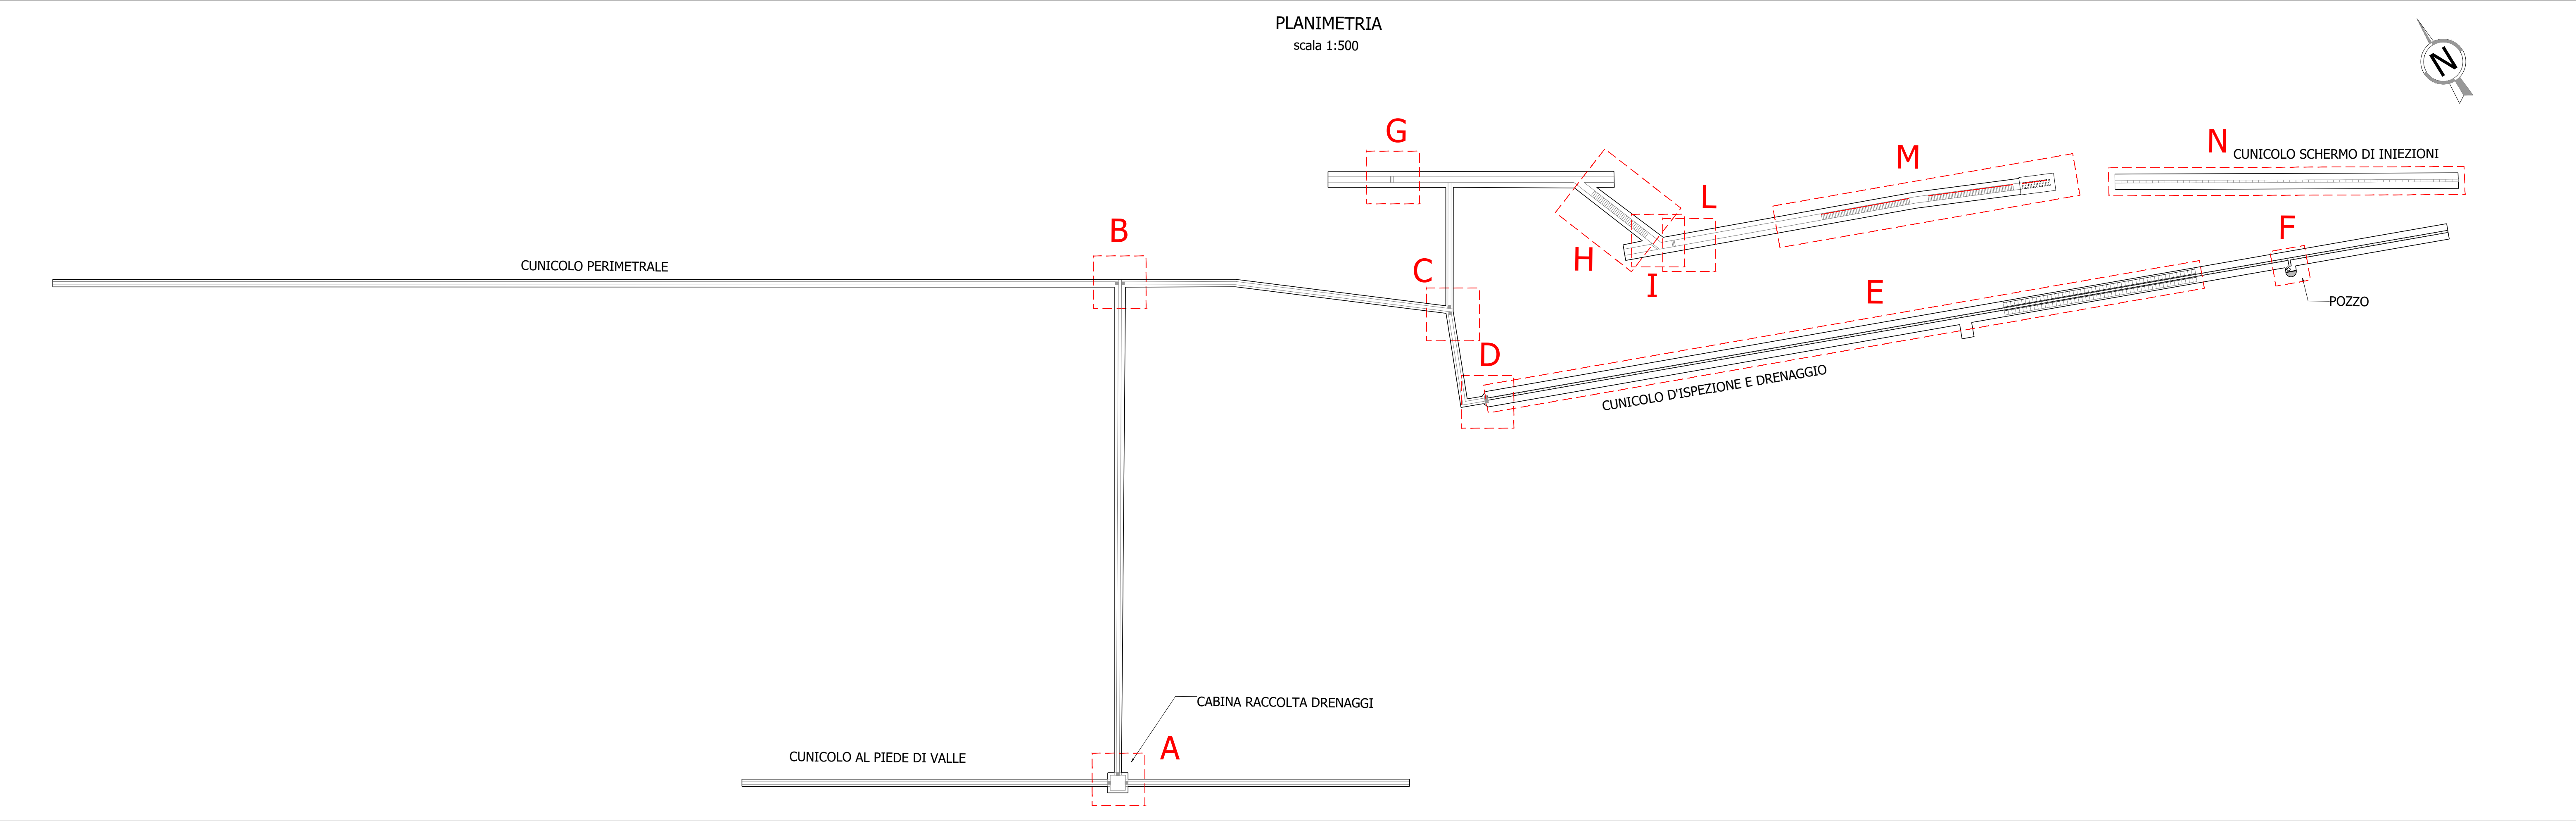 PLANIMETRIA
scala 1:500
N
G
M
N
CUNICOLO SCHERMO DI INIEZIONI
L
B
F
H
C
CUNICOLO PERIMETRALE
I
E
POZZO
D
CUNICOLO D'ISPEZIONE E DRENAGGIO
CABINA RACCOLTA DRENAGGI
A
CUNICOLO AL PIEDE DI VALLE